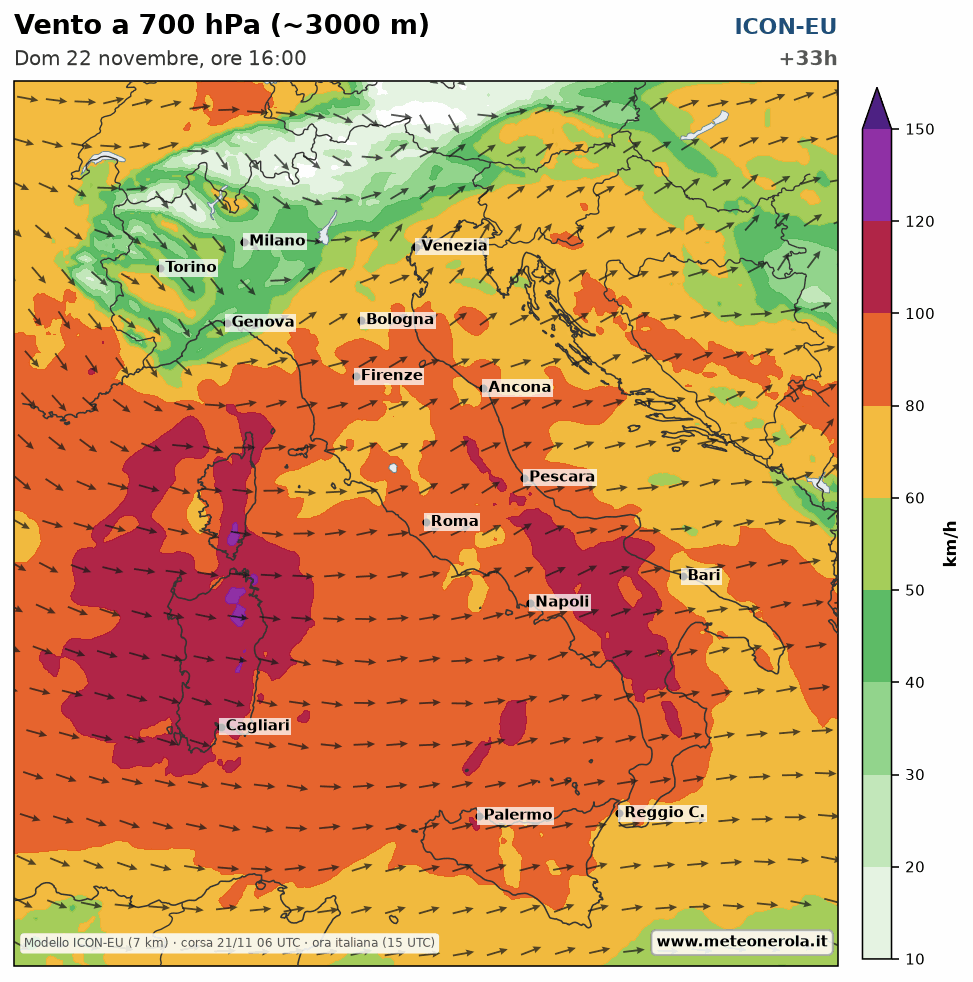 Vento a 700 hPa (~3000 m)
ICON-EU
Dom 22 novembre, ore 16:00
+33h
Milano
Venezia
Torino
Genova
Bologna
Firenze
Ancona
Pescara
Roma
Bari
Napoli
Cagliari
Palermo
Reggio C.
150
120
100
80
60
50
40
30
20
10
km/h
Modello ICON-EU (7 km) · corsa 21/11 06 UTC · ora italiana (15 UTC)
www.meteonerola.it